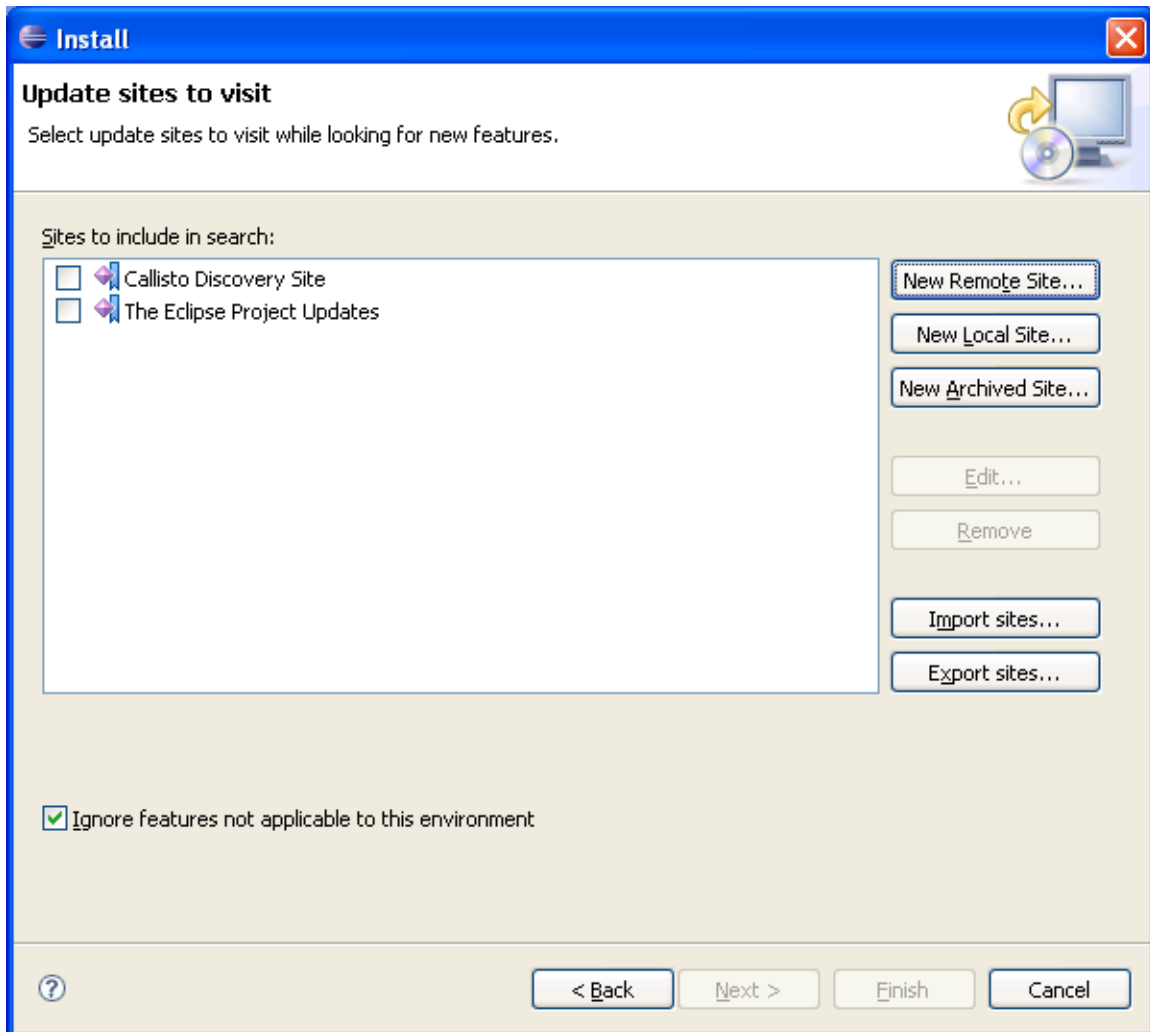 Install
Update sites to visit
Select update sites to visit while looking for new features.
Sites to include in search:
Callisto Discovery Site
The Eclipse Project Updates
New Remote Site...
New Local Site...
New Archived Site...
Edit...
Remove
Import sites...
Export sites...
Ignore features not applicable to this environment
?
< Back
Next >
Finish
Cancel